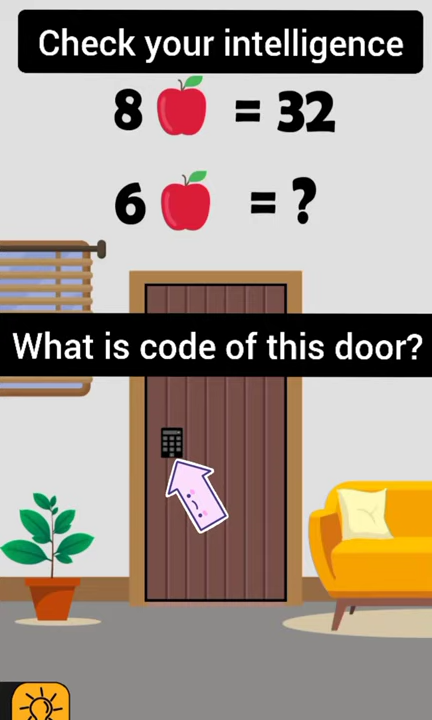 Check your intelligence
8 = 32
6 = ?
What is code of this door?